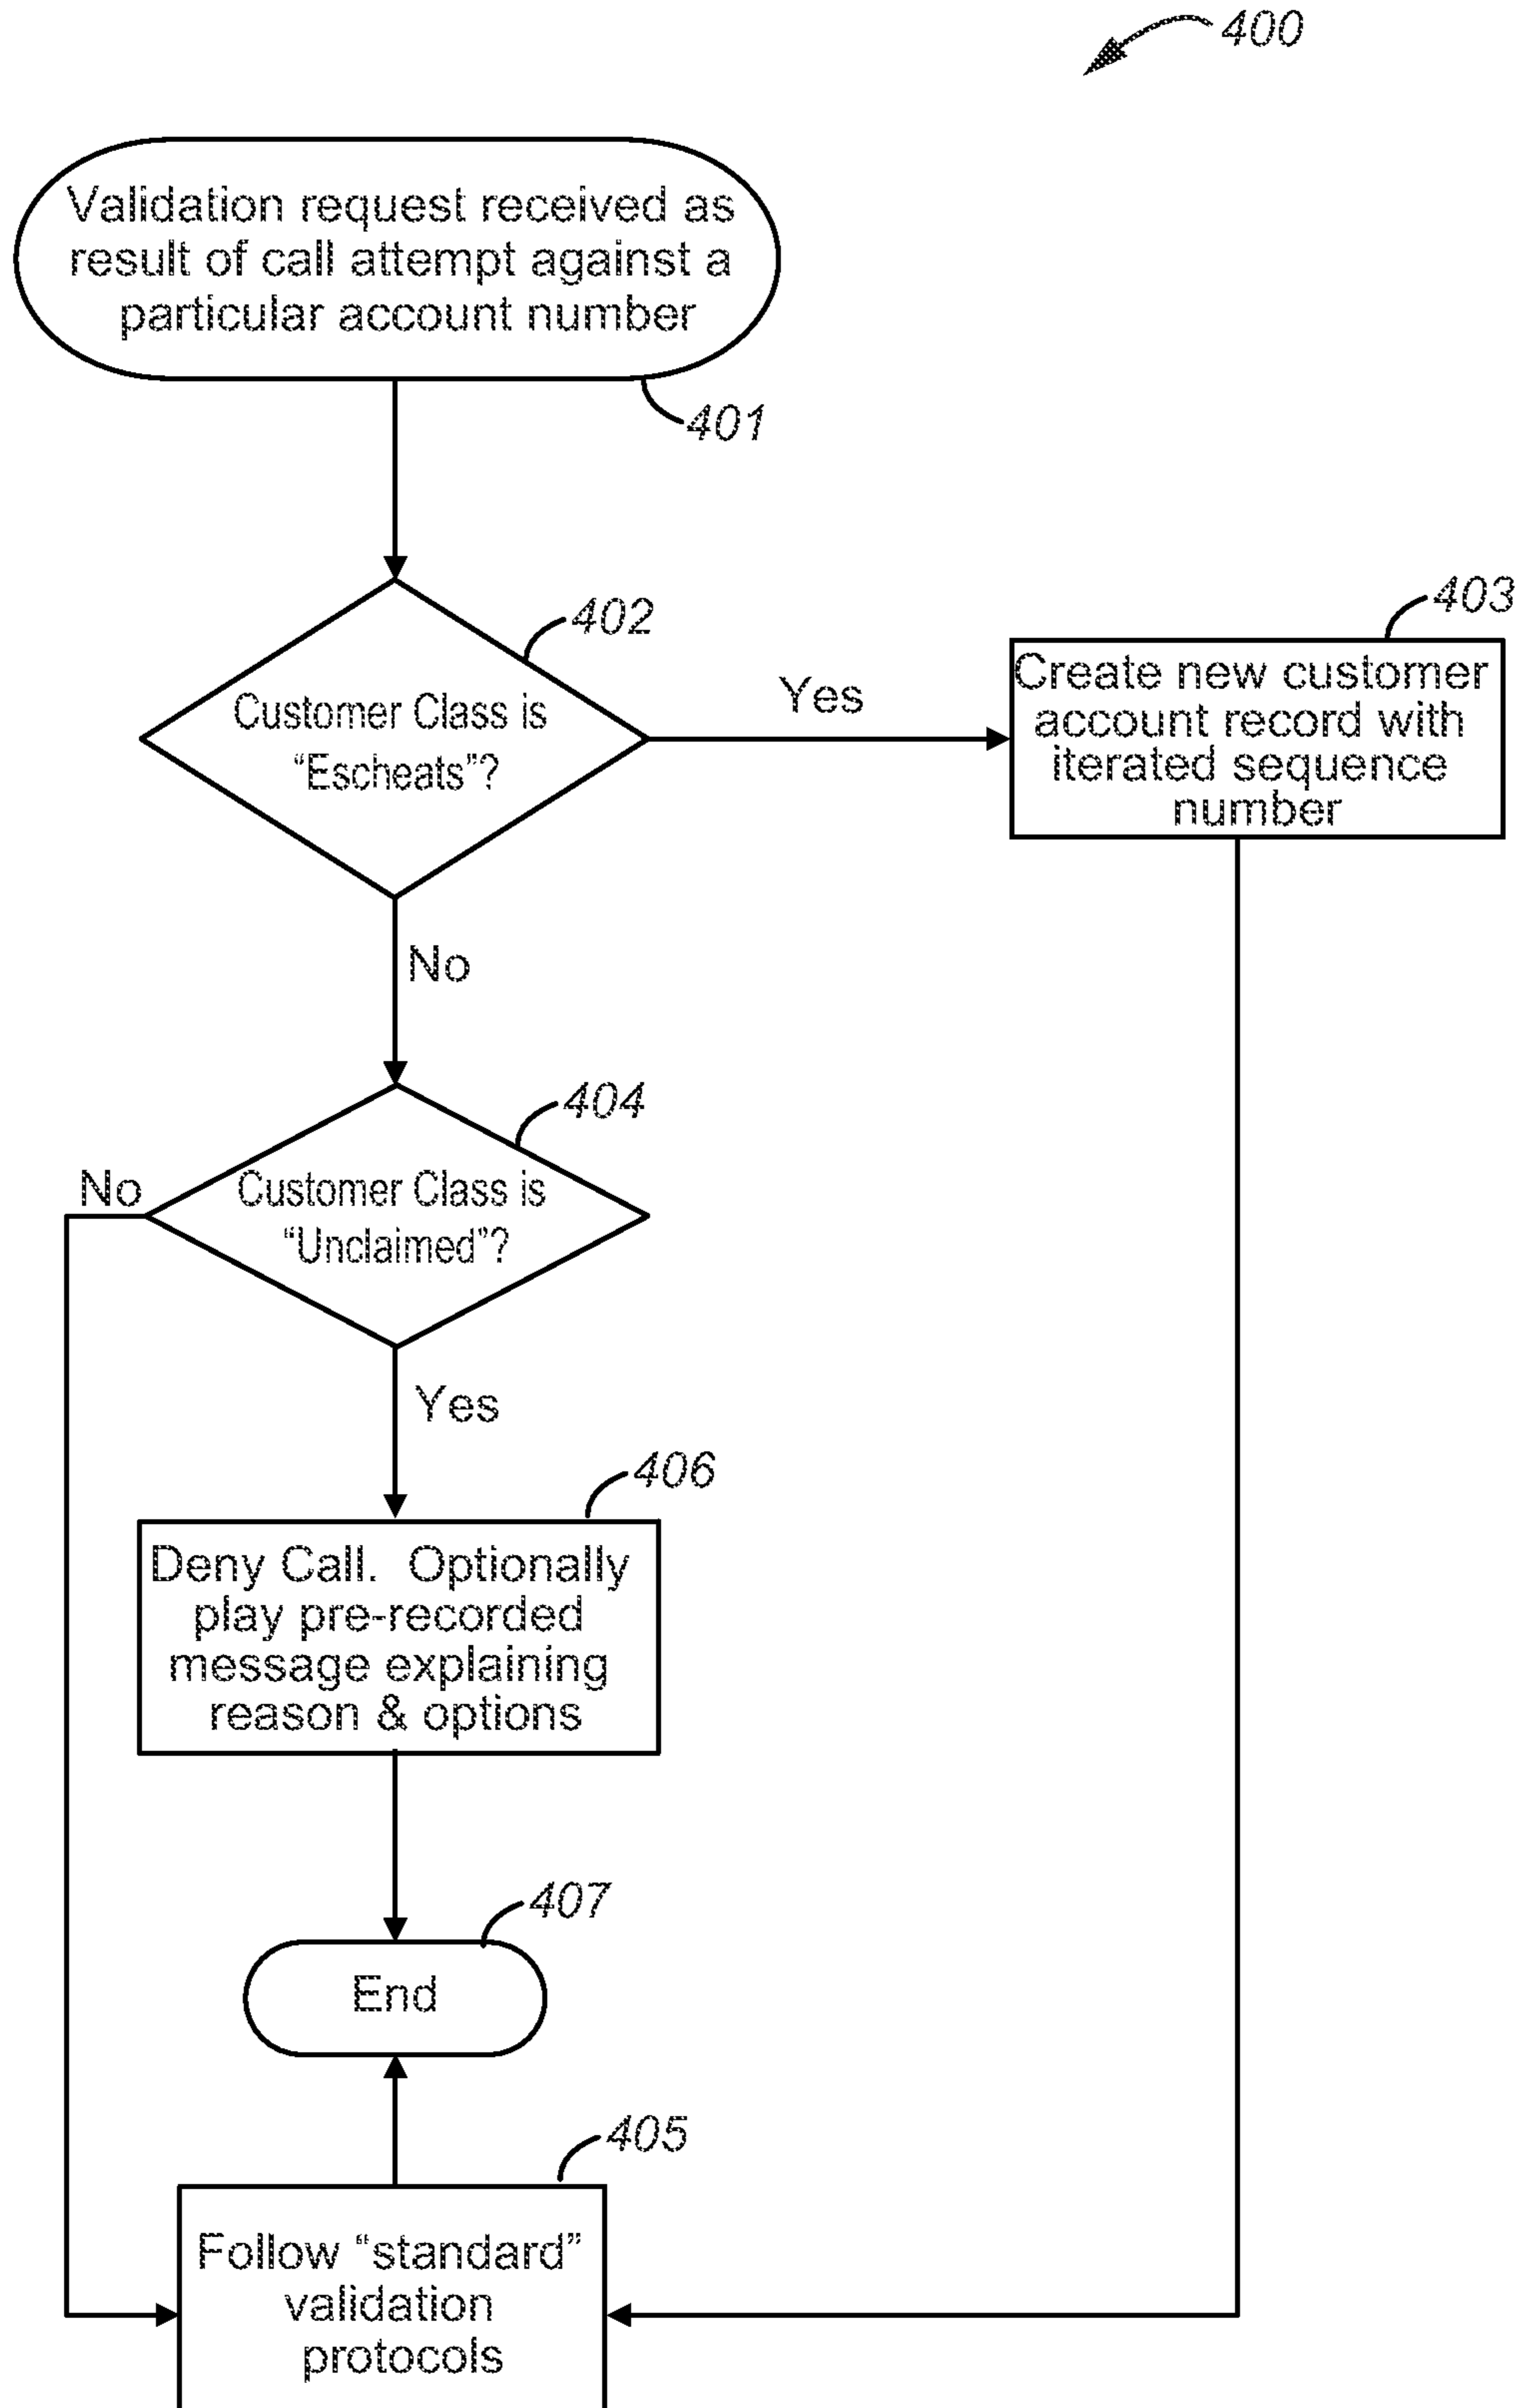 400
Validation request received as
result of call attempt against a
particular account number
401
402
Customer Class is
“Escheats”?
Yes
403
Create new customer
account record with
iterated sequence
number
No
404
No
Customer Class is
“Unclaimed”?
Yes
406
Deny Call. Optionally
play pre-recorded
message explaining
reason & options
407
End
405
Follow “standard”
validation
protocols